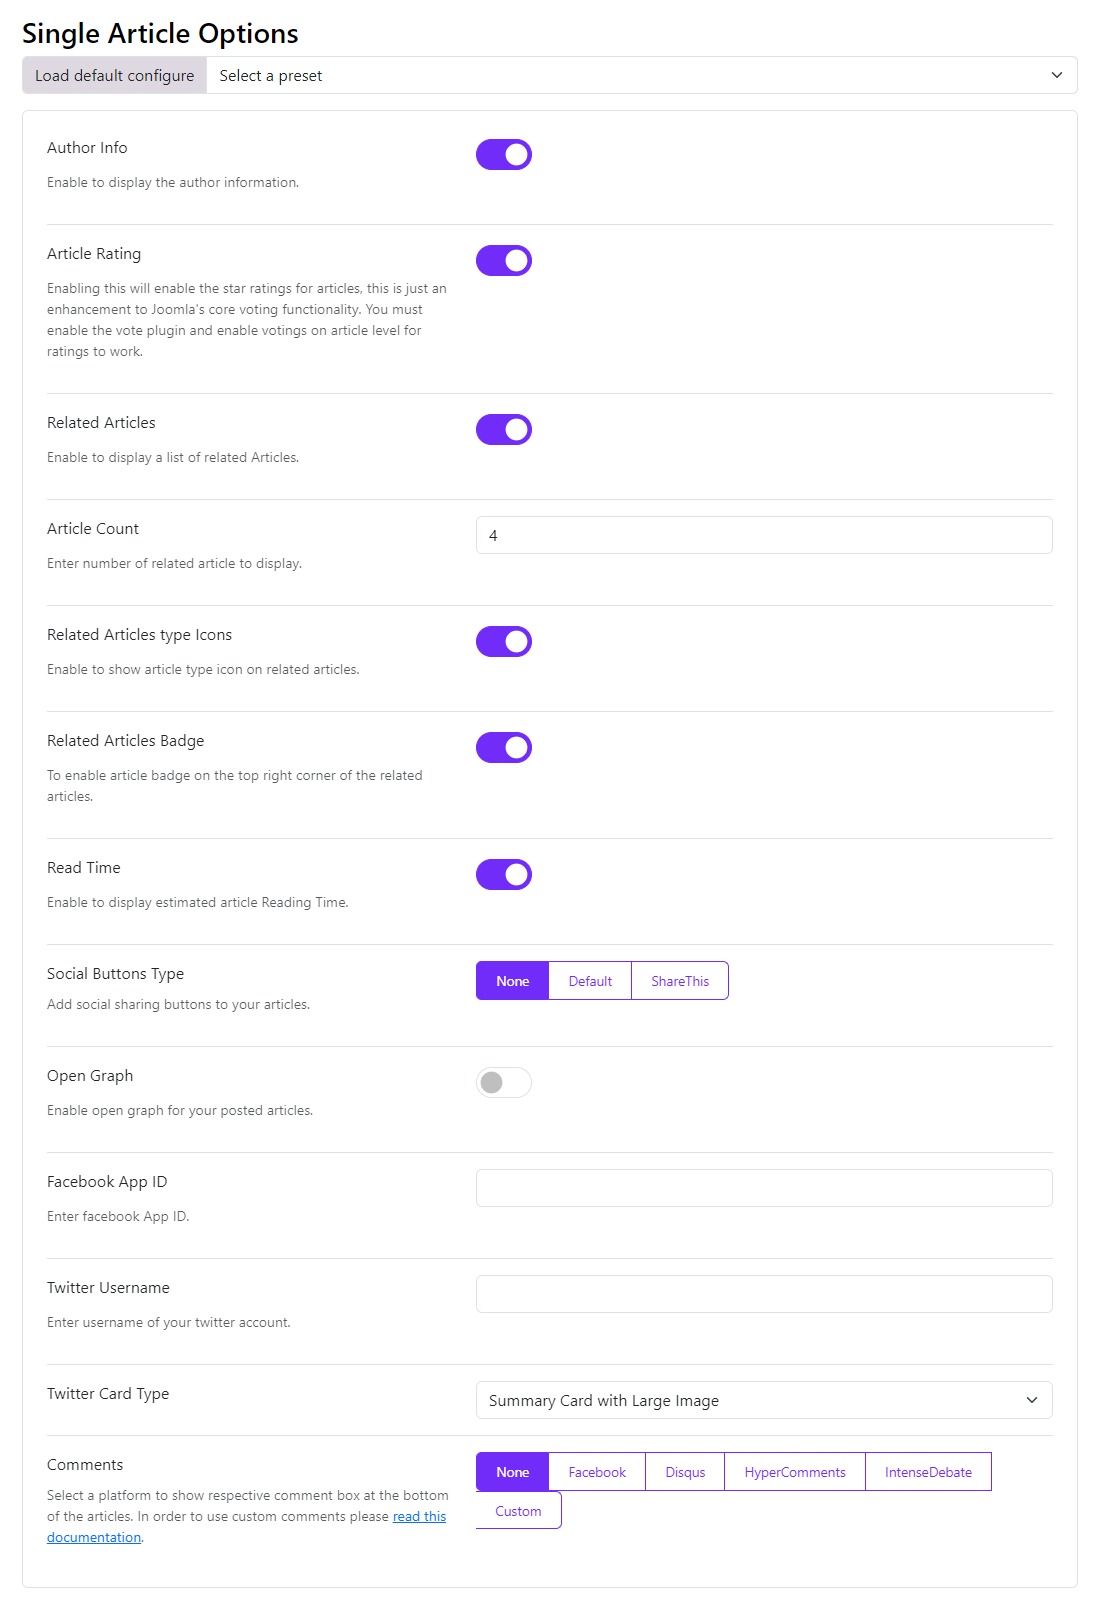 Single Article Options
Load default configure
Select a preset
Author Info
Enable to display the author information.
Article Rating
Enabling this will enable the star ratings for articles, this is just an
enhancement to Joomla's core voting functionality. You must
enable the vote plugin and enable votings on article level for
ratings to work.
Related Articles
Enable to display a list of related Articles.
Article Count
4
Enter number of related article to display.
Related Articles type Icons
Enable to show article type icon on related articles.
Related Articles Badge
To enable article badge on the top right corner of the related
articles.
Read Time
Enable to display estimated article Reading Time.
Social Buttons Type
None
Default
ShareThis
Add social sharing buttons to your articles.
Open Graph
Enable open graph for your posted articles.
Facebook App ID
Enter facebook App ID.
Twitter Username
Enter username of your twitter account.
Twitter Card Type
Summary Card with Large Image
Comments
None
Facebook
Disqus
HyperComments
IntenseDebate
Custom
Select a platform to show respective comment box at the bottom
of the articles. In order to use custom comments please read this
documentation.